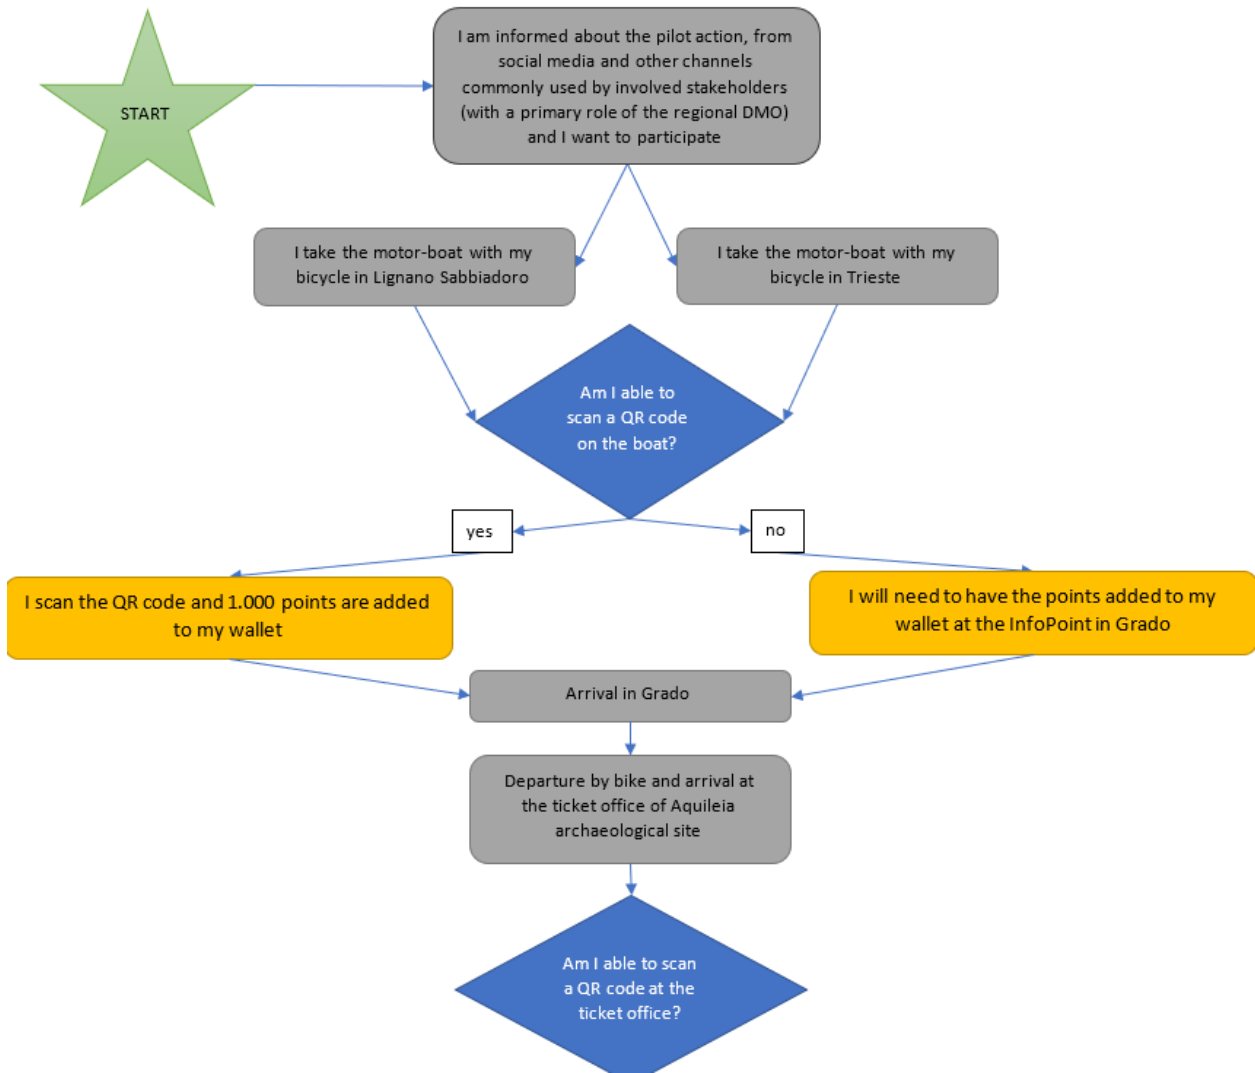 START
I am informed about the pilot action, from
social media and other channels
commonly used by involved stakeholders
(with a primary role of the regional DMO)
and I want to participate
I take the motor-boat with my
bicycle in Lignano Sabbiadoro
I take the motor-boat with my
bicycle in Trieste
Am I able to
scan a QR code
on the boat?
yes
no
I scan the QR code and 1.000 points are added
to my wallet
I will need to have the points added to my
wallet at the InfoPoint in Grado
Arrival in Grado
Departure by bike and arrival at
the ticket office of Aquileia
archaeological site
Am I able to scan
a QR code at the
ticket office?